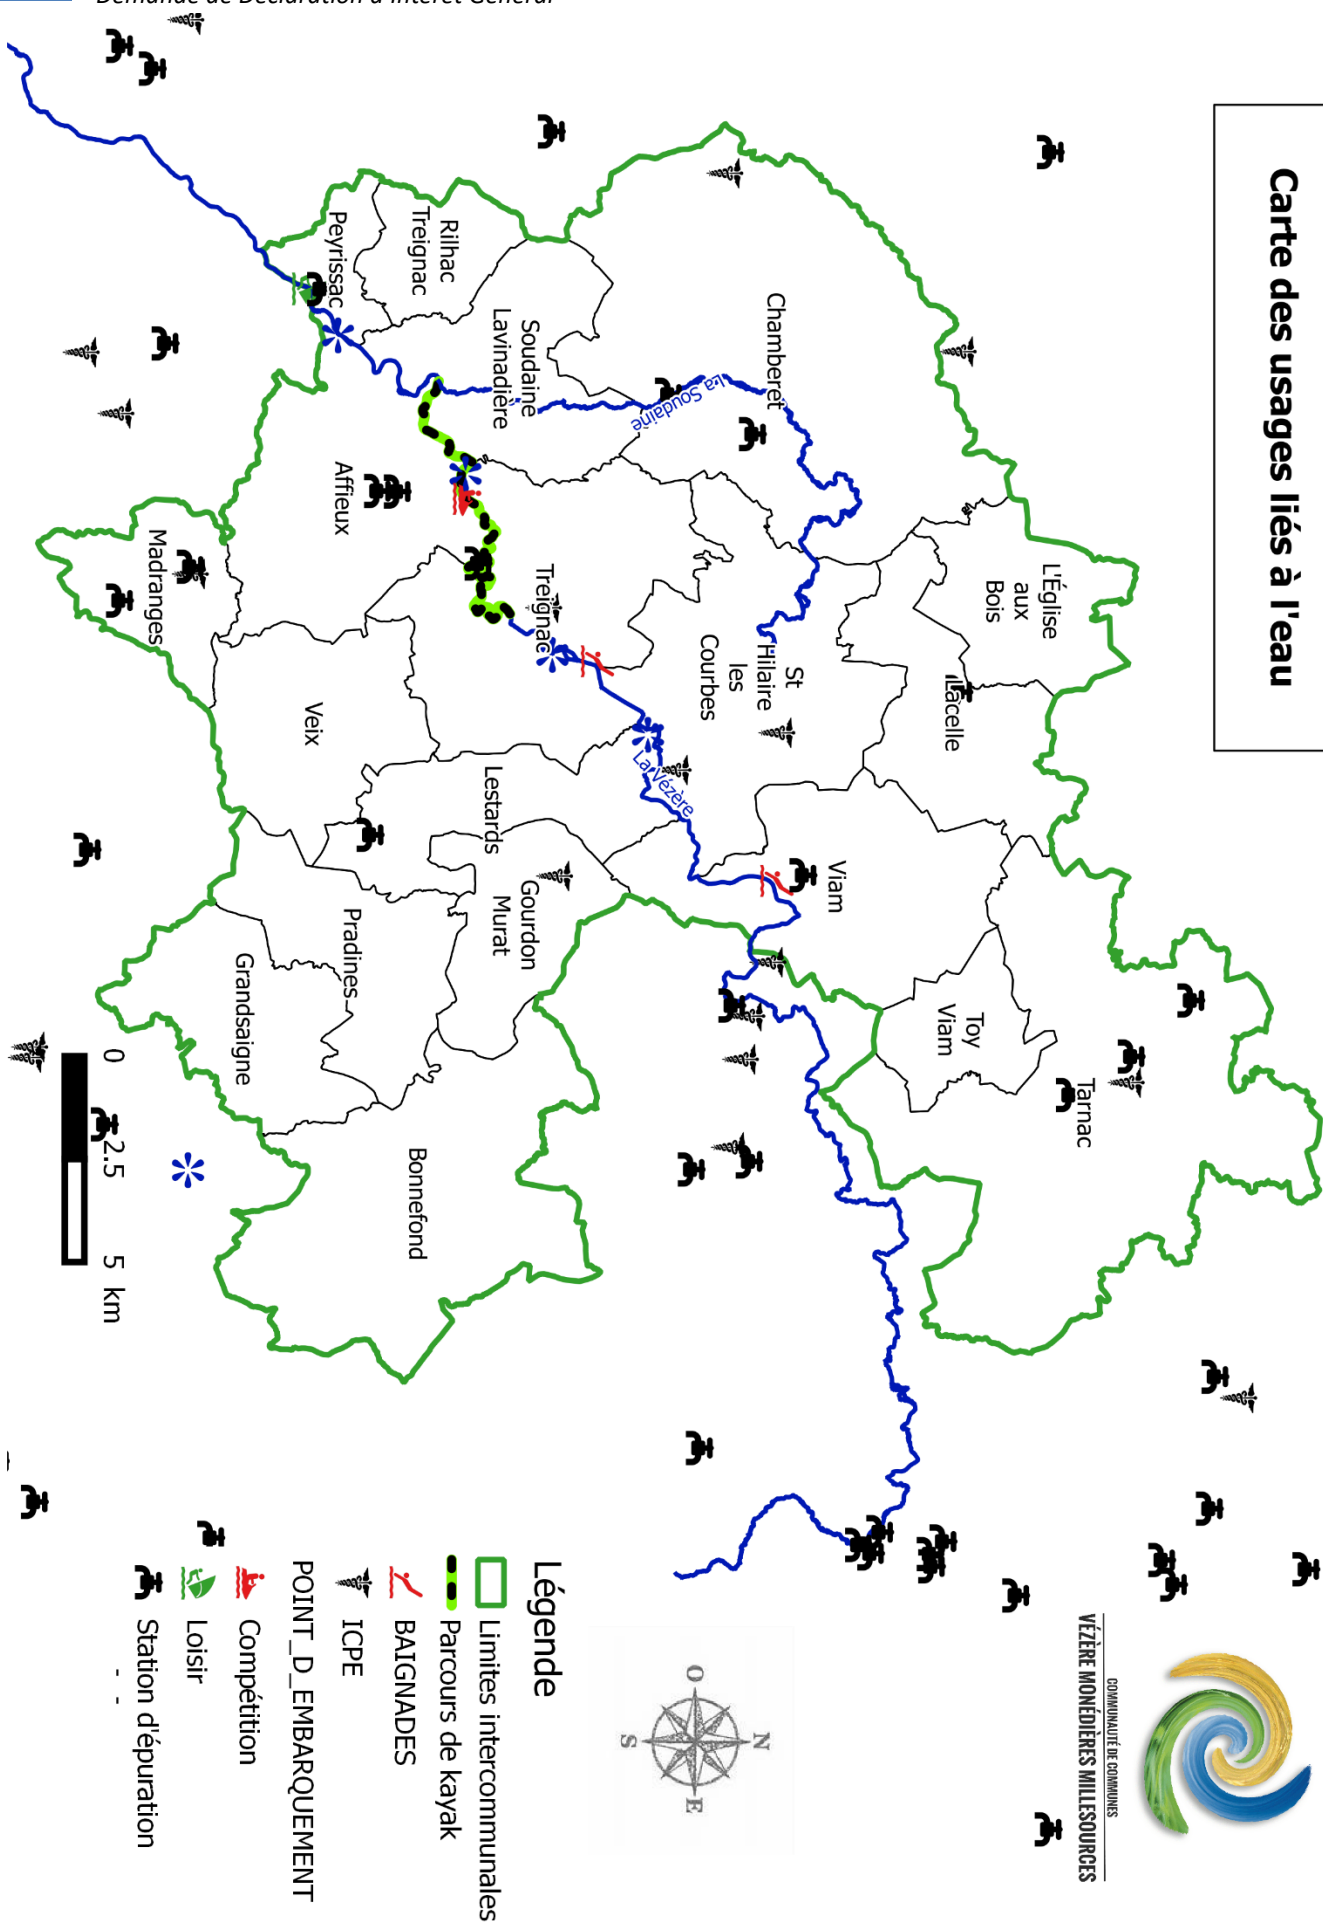 Demande de Déclaration d'Intérêt Général
Carte des usages liés à l'eau
COMMUNAUTÉ DE COMMUNES
VÉZÈRE MONÉDIÈRES MILLESOURCES
L'Église
aux
Bois
Lacelle
Tarnac
Toy
Viam
Viam
Chamberet
St
Hilaire
les
Courbes
La Soudaine
La Vézère
Soudaine
Lavinadière
Rilhac
Treignac
Peyrissac
Treignac
Affieux
Madranges
Veix
Lestards
Gourdon
Murat
Pradines
Grandsaigne
Bonnefond
0 2.5 5 km
N
O
E
S
Légende
Limites intercommunales
Parcours de kayak
BAIGNADES
ICPE
POINT_D_EMBARQUEMENT
Compétition
Loisir
Station d'épuration
- -